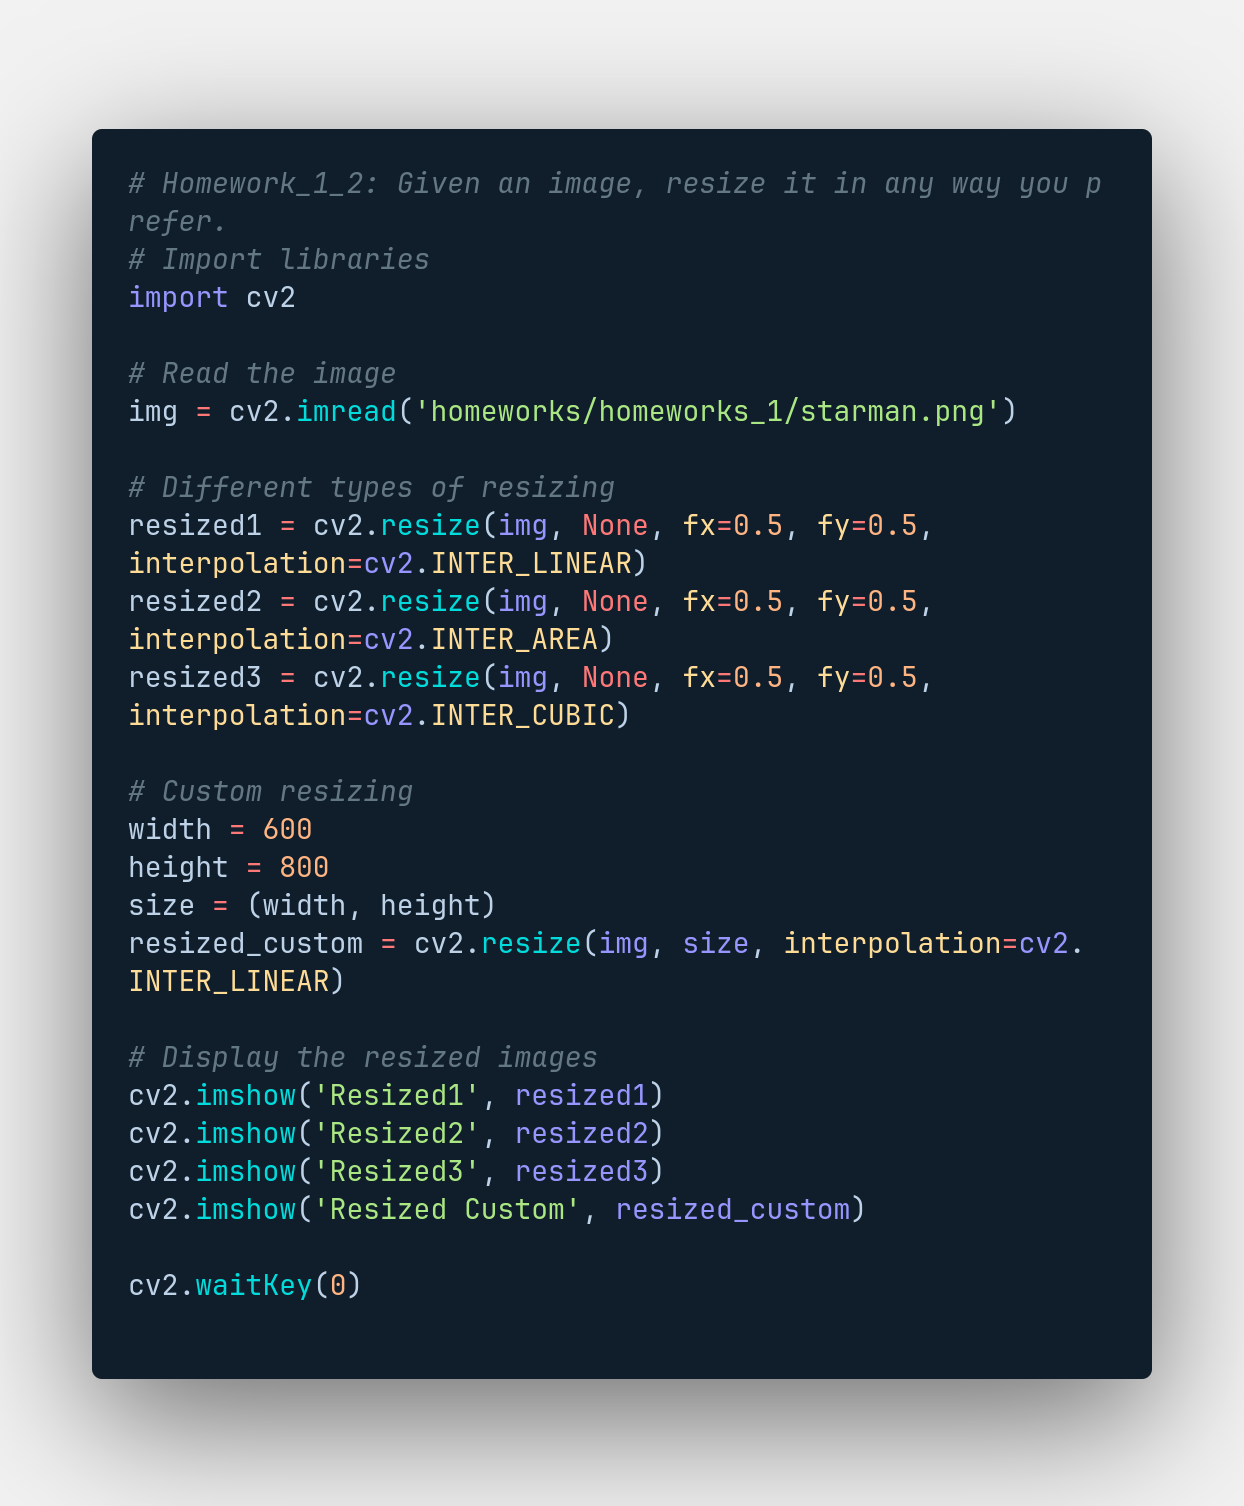 # Homework_1_2: Given an image, resize it in any way you p
refer.
# Import libraries
import cv2

# Read the image
img = cv2.imread('homeworks/homeworks_1/starman.png')

# Different types of resizing
resized1 = cv2.resize(img, None, fx=0.5, fy=0.5,
interpolation=cv2.INTER_LINEAR)
resized2 = cv2.resize(img, None, fx=0.5, fy=0.5,
interpolation=cv2.INTER_AREA)
resized3 = cv2.resize(img, None, fx=0.5, fy=0.5,
interpolation=cv2.INTER_CUBIC)

# Custom resizing
width = 600
height = 800
size = (width, height)
resized_custom = cv2.resize(img, size, interpolation=cv2.
INTER_LINEAR)

# Display the resized images
cv2.imshow('Resized1', resized1)
cv2.imshow('Resized2', resized2)
cv2.imshow('Resized3', resized3)
cv2.imshow('Resized Custom', resized_custom)

cv2.waitKey(0)